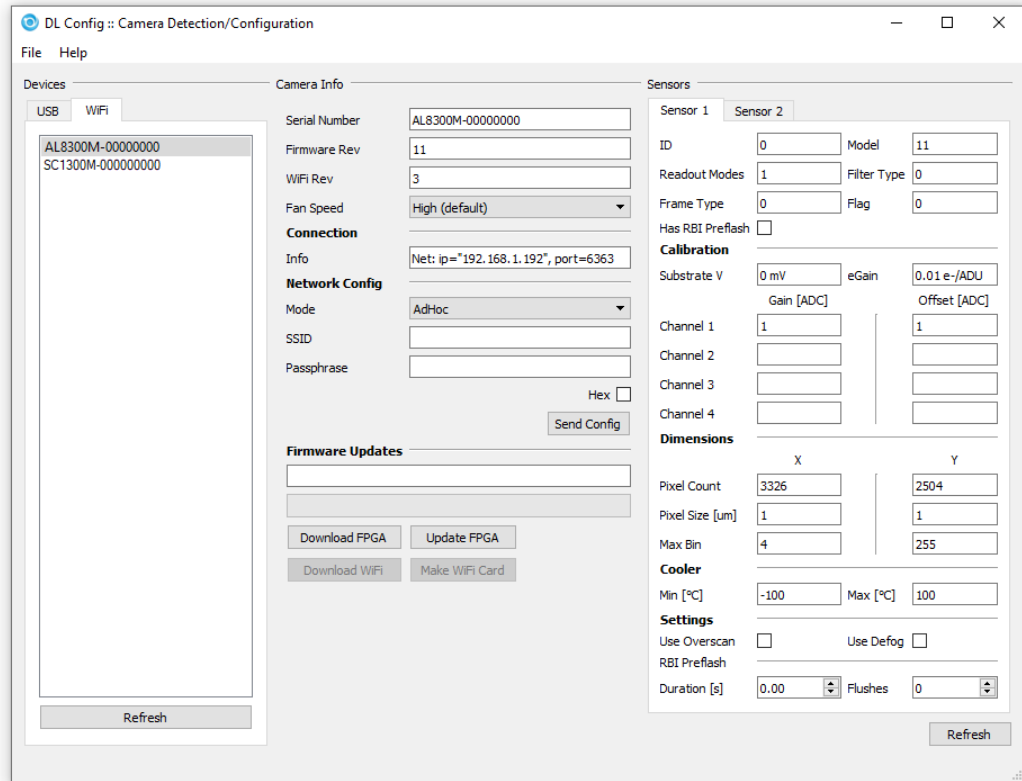 DL Config :: Camera Detection/Configuration
File Help
Devices
USB WiFi
AL8300M-00000000
SC1300M-000000000
Refresh
Camera Info
Serial Number AL8300M-00000000
Firmware Rev 11
WiFi Rev 3
Fan Speed High (default)
Connection
Info Net: ip="192.168.1.192", port=6363
Network Config
Mode AdHoc
SSID
Passphrase
Hex
Send Config
Firmware Updates
Download FPGA Update FPGA
Download WiFi Make WiFi Card
Sensors
Sensor 1 Sensor 2
ID 0 Model 11
Readout Modes 1 Filter Type 0
Frame Type 0 Flag 0
Has RBI Preflash
Calibration
Substrate V 0 mV eGain 0.01 e-/ADU
Gain [ADC] Offset [ADC]
Channel 1 1 1
Channel 2
Channel 3
Channel 4
Dimensions
X Y
Pixel Count 3326 2504
Pixel Size [um] 1 1
Max Bin 4 255
Cooler
Min [°C] -100 Max [°C] 100
Settings
Use Overscan Use Defog
RBI Preflash
Duration [s] 0.00 Flushes 0
Refresh